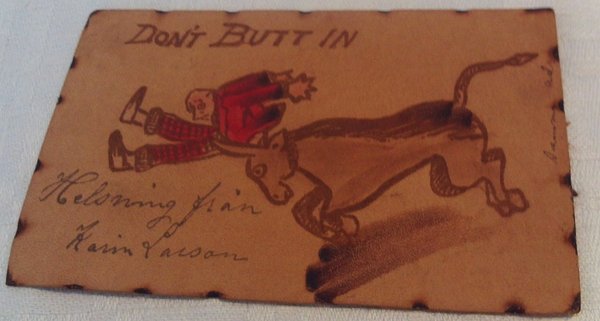 DON'T BUTT IN
Helsning från
Karin Larson